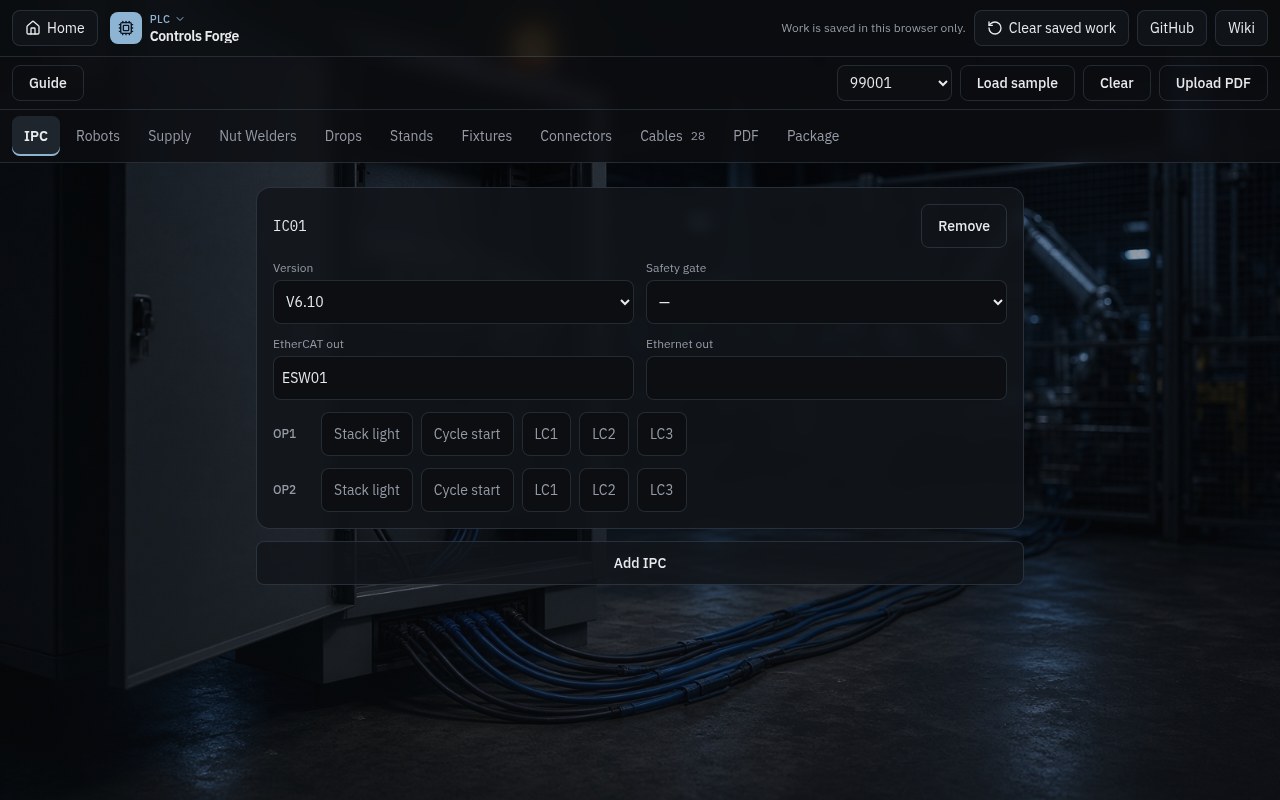 Home
PLC
Controls Forge
Work is saved in this browser only.
Clear saved work
GitHub
Wiki
Guide
99001
Load sample
Clear
Upload PDF
IPC
Robots
Supply
Nut Welders
Drops
Stands
Fixtures
Connectors
Cables 28
PDF
Package
IC01
Remove
Version
Safety gate
V6.10
—
EtherCAT out
Ethernet out
ESW01
OP1 Stack light Cycle start LC1 LC2 LC3
OP2 Stack light Cycle start LC1 LC2 LC3
Add IPC